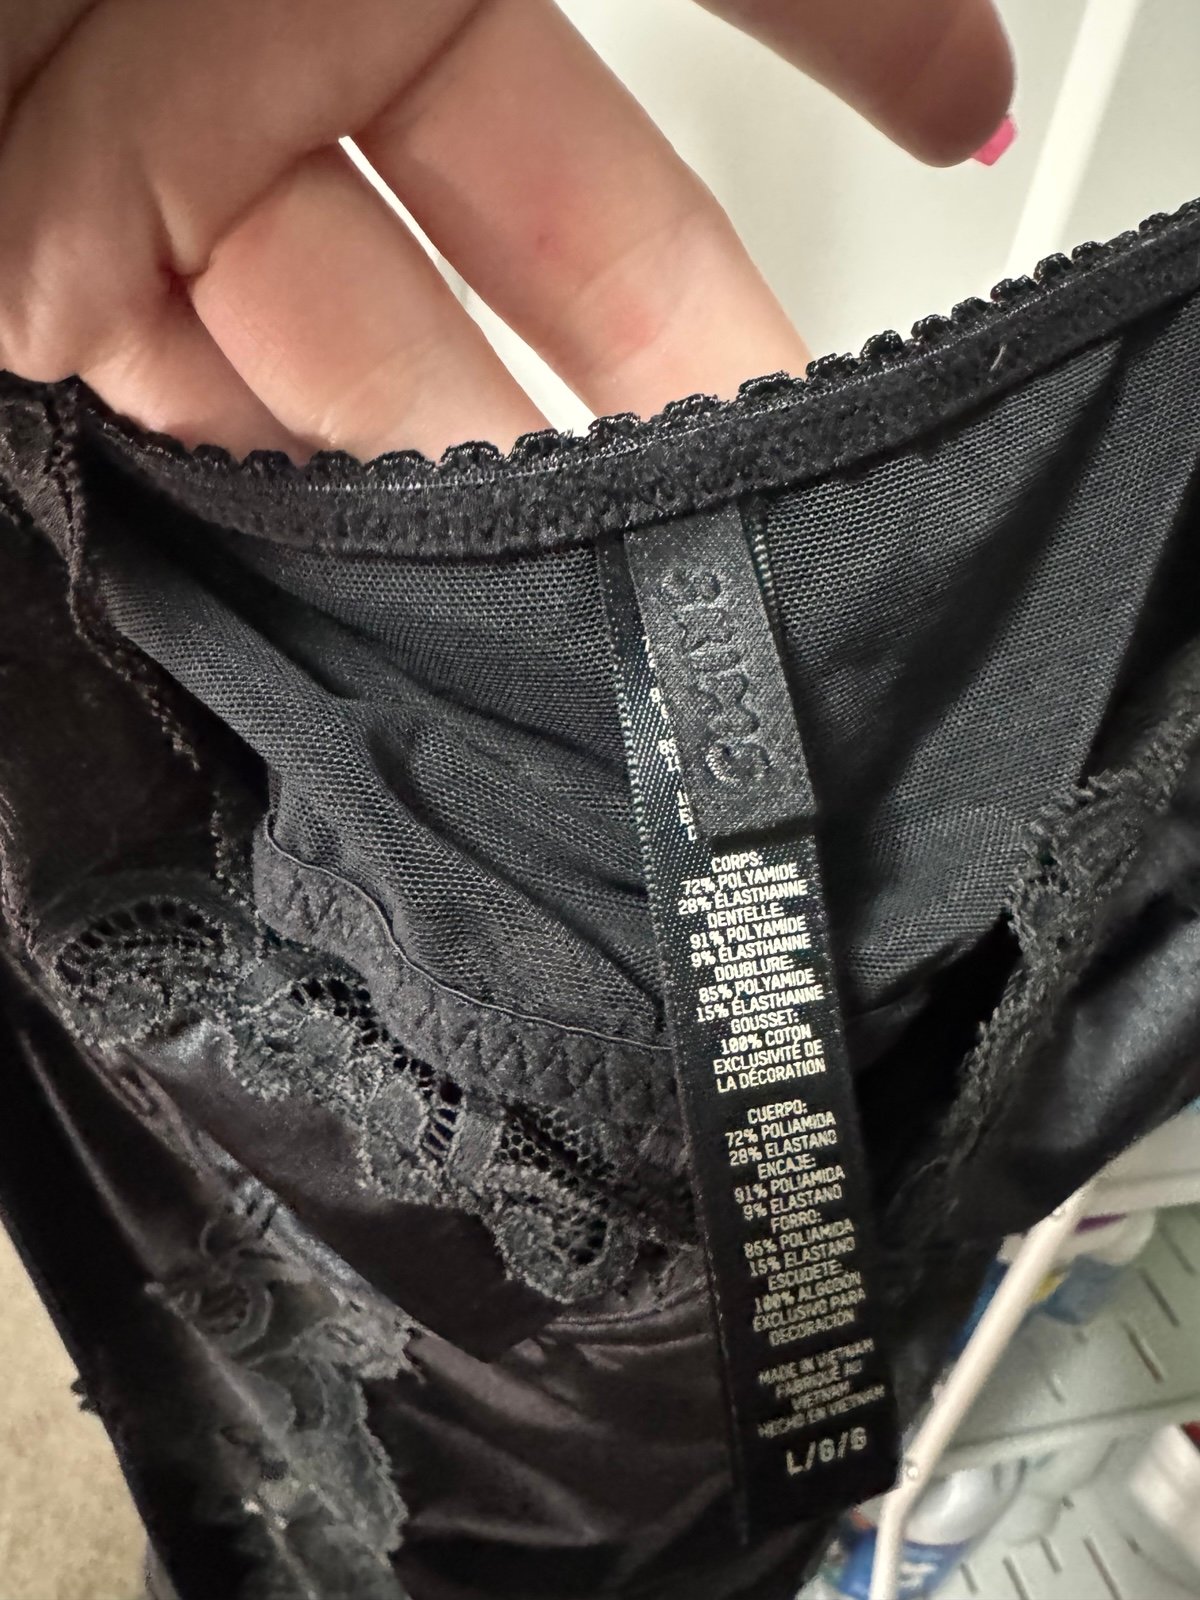 SKIMS
CORPS:
72% POLYAMIDE
28% ÉLASTHANNE
DENTELLE:
91% POLYAMIDE
9% ÉLASTHANNE
DOUBLURE:
85% POLYAMIDE
15% ÉLASTHANNE
GOUSSET:
100% COTON
EXCLUSIVITÉ DE
LA DÉCORATION
CUERPO:
72% POLIAMIDA
28% ELASTANO
ENCAJE:
91% POLIAMIDA
9% ELASTANO
FORRO:
85% POLIAMIDA
15% ELASTANO
ESCUDETE:
100% ALGODÓN
EXCLUSIVO PARA
DECORACIÓN
MADE IN VIETNAM
FABRIQUÉ AU
VIETNAM
HECHO EN VIETNAM
L/G/G